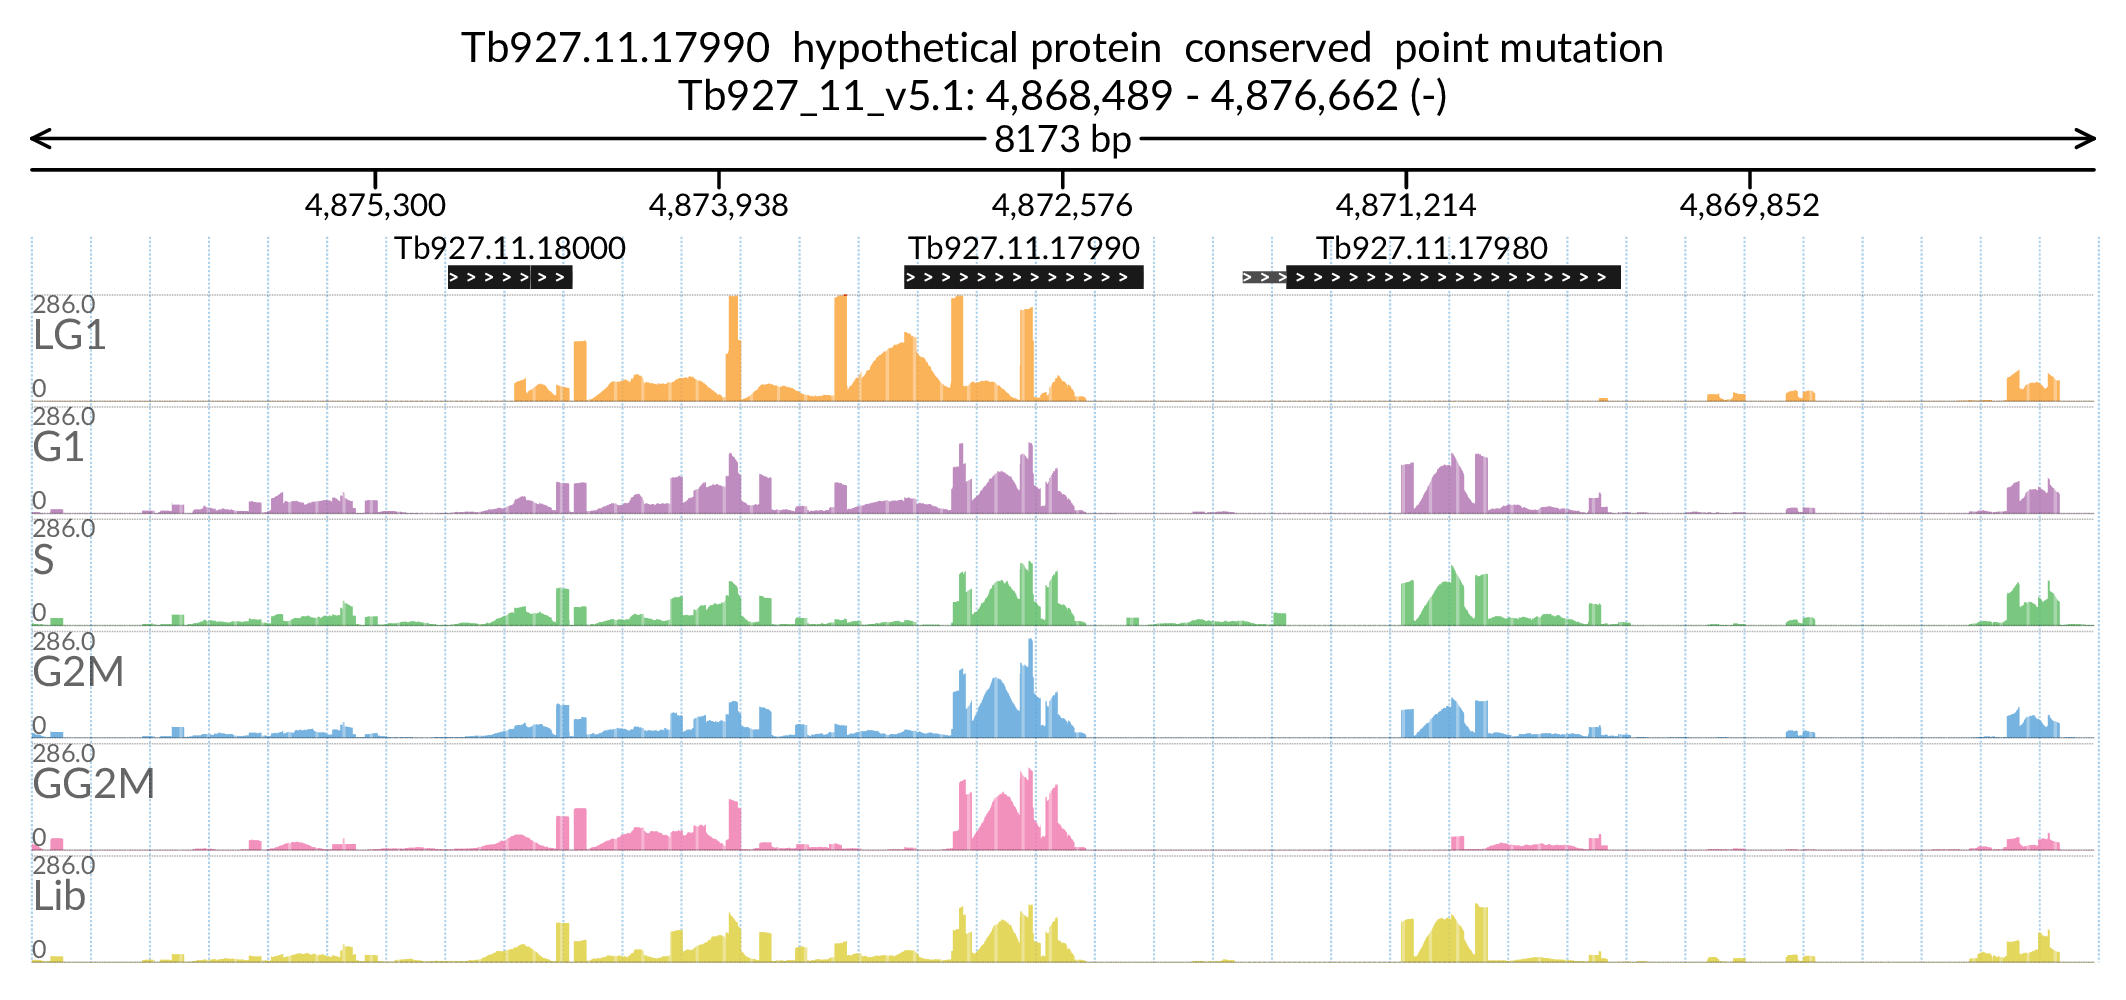 Tb927.11.17990 hypothetical protein conserved point mutation
Tb927_11_v5.1: 4,868,489 - 4,876,662 (-)
8173 bp
4,875,300 4,873,938 4,872,576 4,871,214 4,869,852
Tb927.11.18000 Tb927.11.17990 Tb927.11.17980
286.0
LG1
0
286.0
G1
0
286.0
S
0
286.0
G2M
0
286.0
GG2M
0
286.0
Lib
0